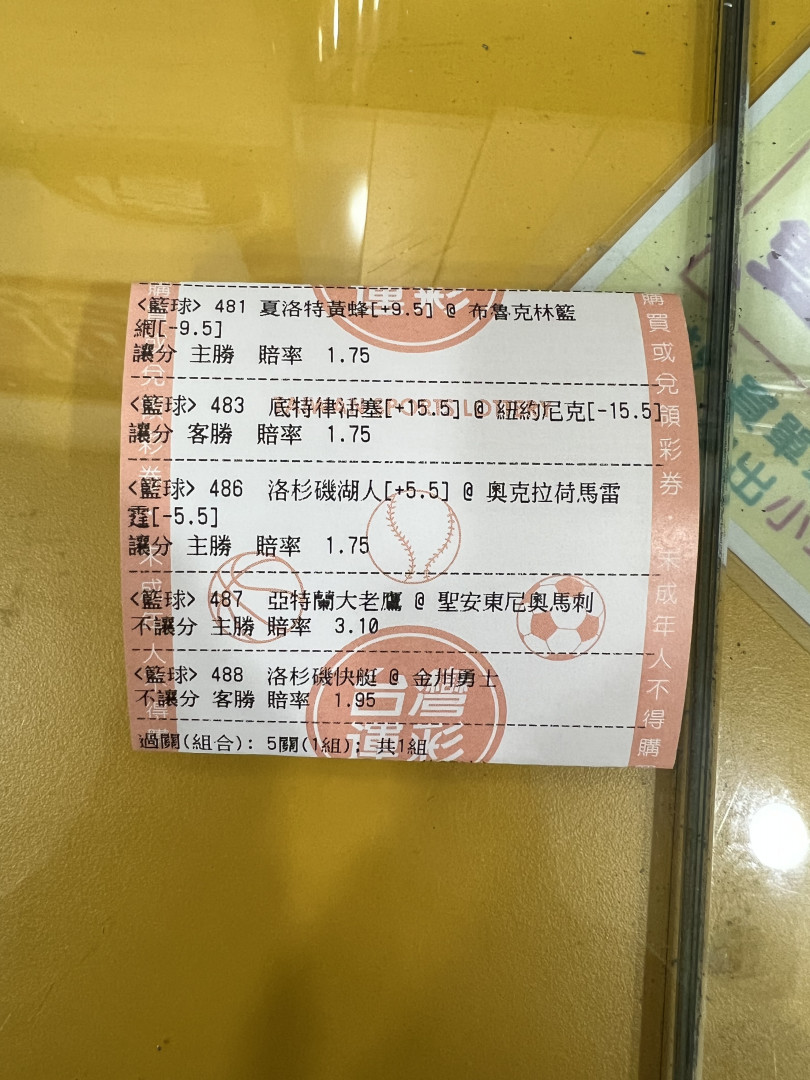 <籃球> 481 夏洛特黃蜂[+9.5] @ 布魯克林籃
網[-9.5]
讓分 主勝 賠率 1.75
<籃球> 483 底特律活塞[+15.5] @ 紐約尼克[-15.5]
讓分 客勝 賠率 1.75
<籃球> 486 洛杉磯湖人[+5.5] @ 奧克拉荷馬雷
霆[-5.5]
讓分 主勝 賠率 1.75
<籃球> 487 亞特蘭大老鷹 @ 聖安東尼奧馬刺
不讓分 主勝 賠率 3.10
<籃球> 488 洛杉磯快艇 @ 金州勇士
不讓分 客勝 賠率 1.95
過關(組合): 5關(1組); 共1組
台灣
運彩
運彩
SPORTS LOTTERY
購買或兌領彩券・未成年人不得購